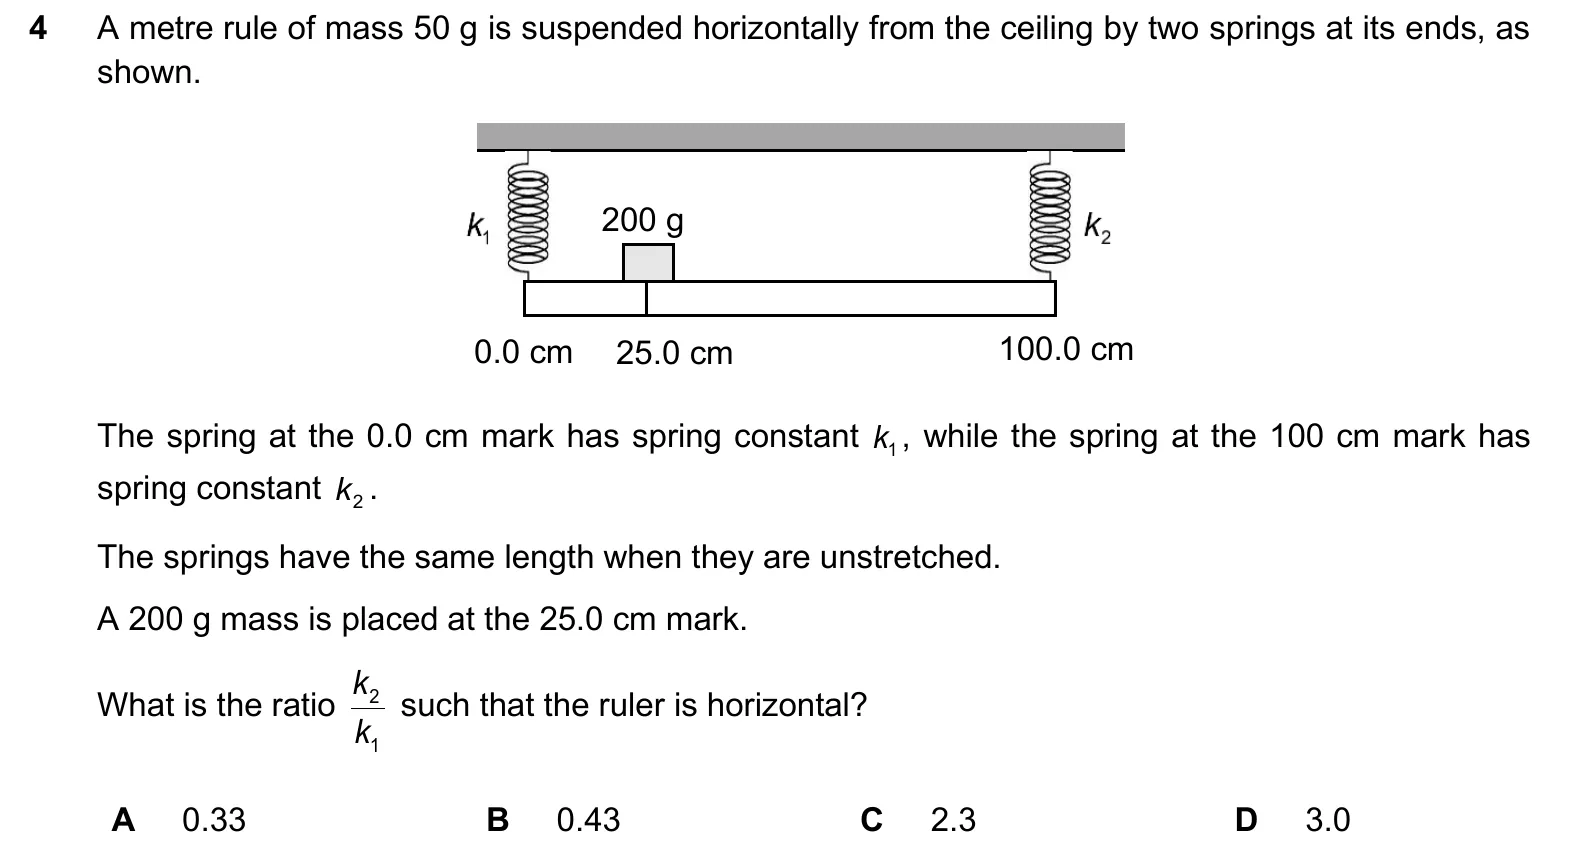 4 A metre rule of mass 50 g is suspended horizontally from the ceiling by two springs at its ends, as
shown.
200 g
k₁
k₂
0.0 cm 25.0 cm 100.0 cm
The spring at the 0.0 cm mark has spring constant k₁, while the spring at the 100 cm mark has
spring constant k₂.
The springs have the same length when they are unstretched.
A 200 g mass is placed at the 25.0 cm mark.
What is the ratio k₂/k₁ such that the ruler is horizontal?
A 0.33 B 0.43 C 2.3 D 3.0